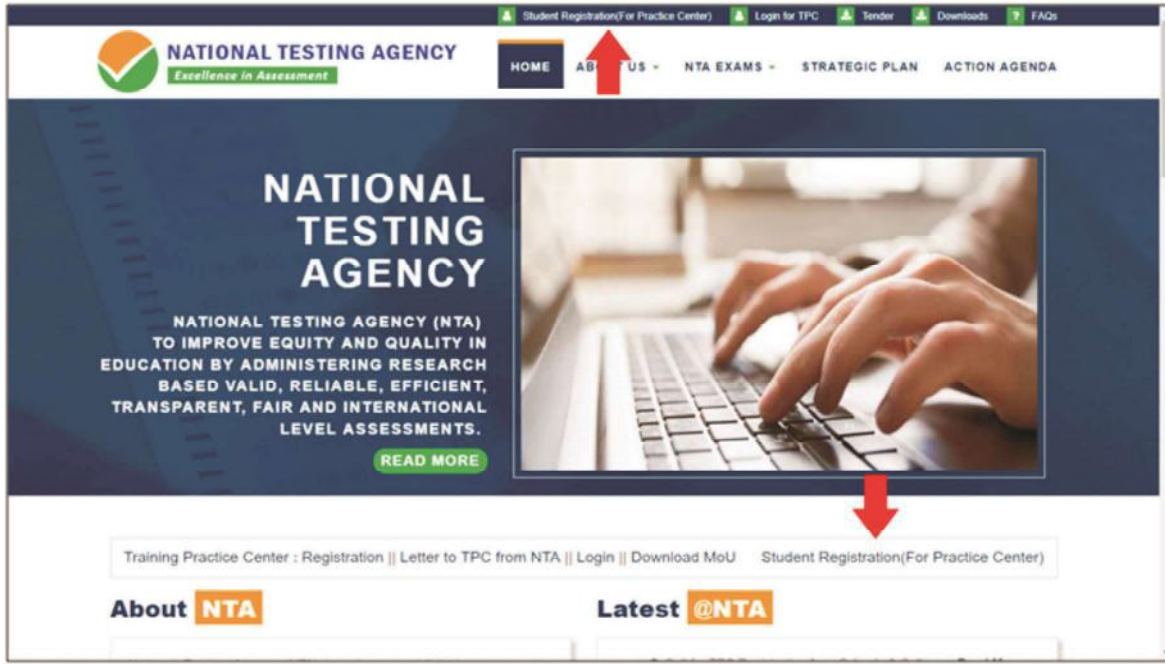 Student Registration(For Practice Center) Login for TPC Tender Downloads ? FAQs
NATIONAL TESTING AGENCY
Excellence in Assessment
HOME ABOUT US NTA EXAMS STRATEGIC PLAN ACTION AGENDA
NATIONAL
TESTING
AGENCY
NATIONAL TESTING AGENCY (NTA)
TO IMPROVE EQUITY AND QUALITY IN
EDUCATION BY ADMINISTERING RESEARCH
BASED VALID, RELIABLE, EFFICIENT,
TRANSPARENT, FAIR AND INTERNATIONAL
LEVEL ASSESSMENTS.
READ MORE
Training Practice Center : Registration || Letter to TPC from NTA || Login || Download MoU Student Registration(For Practice Center)
About NTA
Latest @NTA